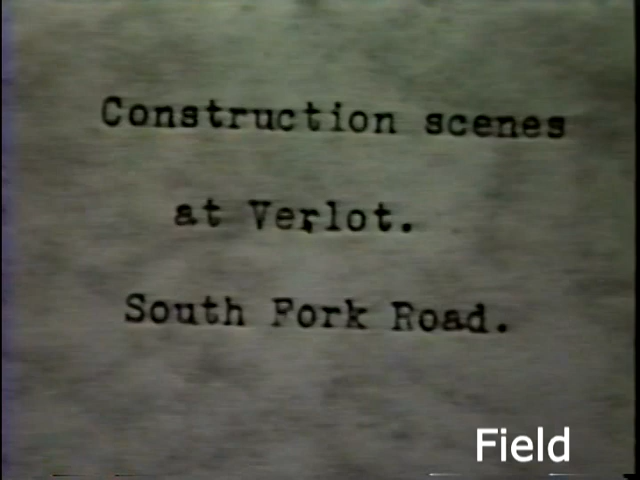 Construction scenes
at Verlot.
South Fork Road.
Field